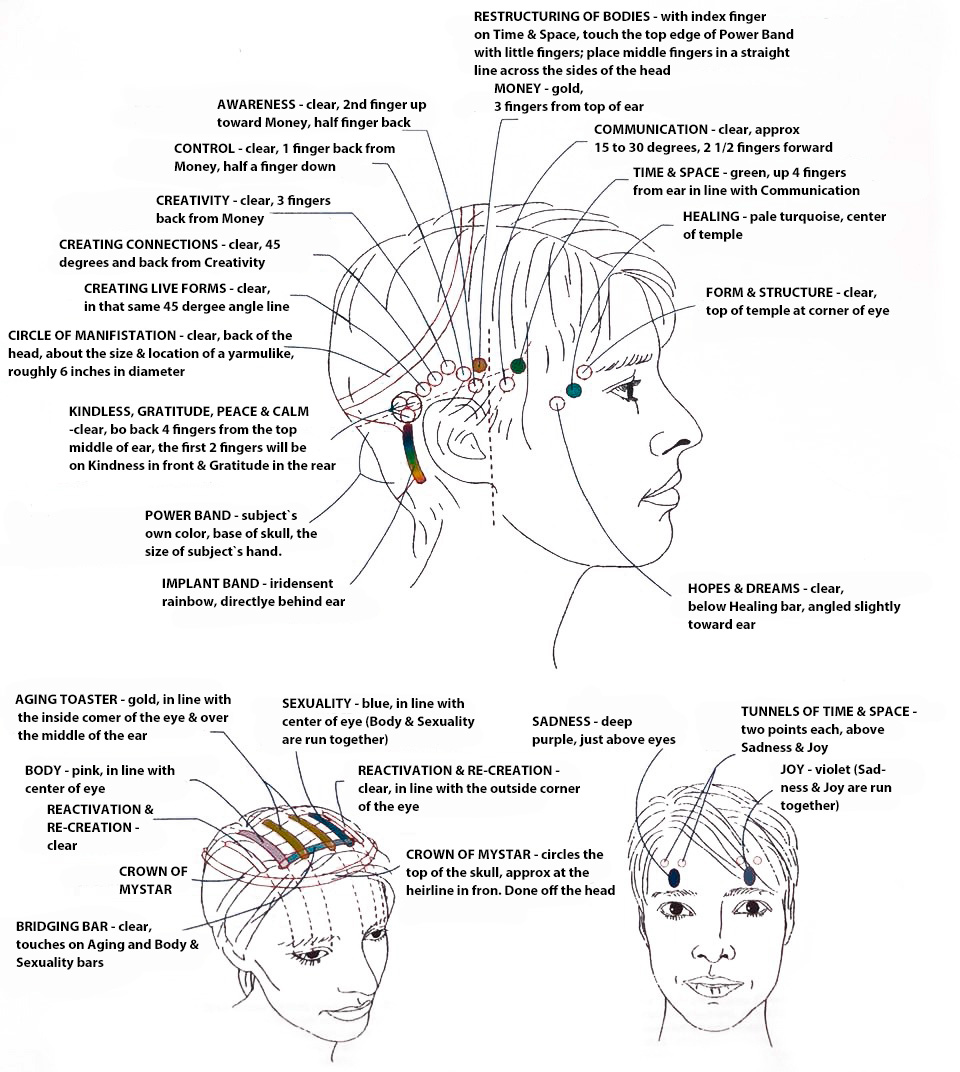 RESTRUCTURING OF BODIES - with index finger
on Time & Space, touch the top edge of Power Band
with little fingers; place middle fingers in a straight
line across the sides of the head
MONEY - gold,
3 fingers from top of ear
AWARENESS - clear, 2nd finger up
toward Money, half finger back
COMMUNICATION - clear, approx
15 to 30 degrees, 2 1/2 fingers forward
CONTROL - clear, 1 finger back from
Money, half a finger down
TIME & SPACE - green, up 4 fingers
from ear in line with Communication
CREATIVITY - clear, 3 fingers
back from Money
HEALING - pale turquoise, center
of temple
CREATING CONNECTIONS - clear, 45
degrees and back from Creativity
CREATING LIVE FORMS - clear,
in that same 45 dergee angle line
FORM & STRUCTURE - clear,
top of temple at corner of eye
CIRCLE OF MANIFISTATION - clear, back of the
head, about the size & location of a yarmulike,
roughly 6 inches in diameter
KINDLESS, GRATITUDE, PEACE & CALM
-clear, bo back 4 fingers from the top
middle of ear, the first 2 fingers will be
on Kindness in front & Gratitude in the rear
POWER BAND - subject`s
own color, base of skull, the
size of subject`s hand.
IMPLANT BAND - iridensent
rainbow, directlye behind ear
HOPES & DREAMS - clear,
below Healing bar, angled slightly
toward ear
AGING TOASTER - gold, in line with
the inside comer of the eye & over
the middle of the ear
SEXUALITY - blue, in line with
center of eye (Body & Sexuality
are run together)
SADNESS - deep
purple, just above eyes
TUNNELS OF TIME & SPACE -
two points each, above
Sadness & Joy
BODY - pink, in line with
center of eye
REACTIVATION & RE-CREATION -
clear, in line with the outside corner
of the eye
JOY - violet (Sad-
ness & Joy are run
together)
REACTIVATION &
RE-CREATION -
clear
CROWN OF
MYSTAR
CROWN OF MYSTAR - circles the
top of the skull, approx at the
heirline in fron. Done off the head
BRIDGING BAR - clear,
touches on Aging and Body &
Sexuality bars